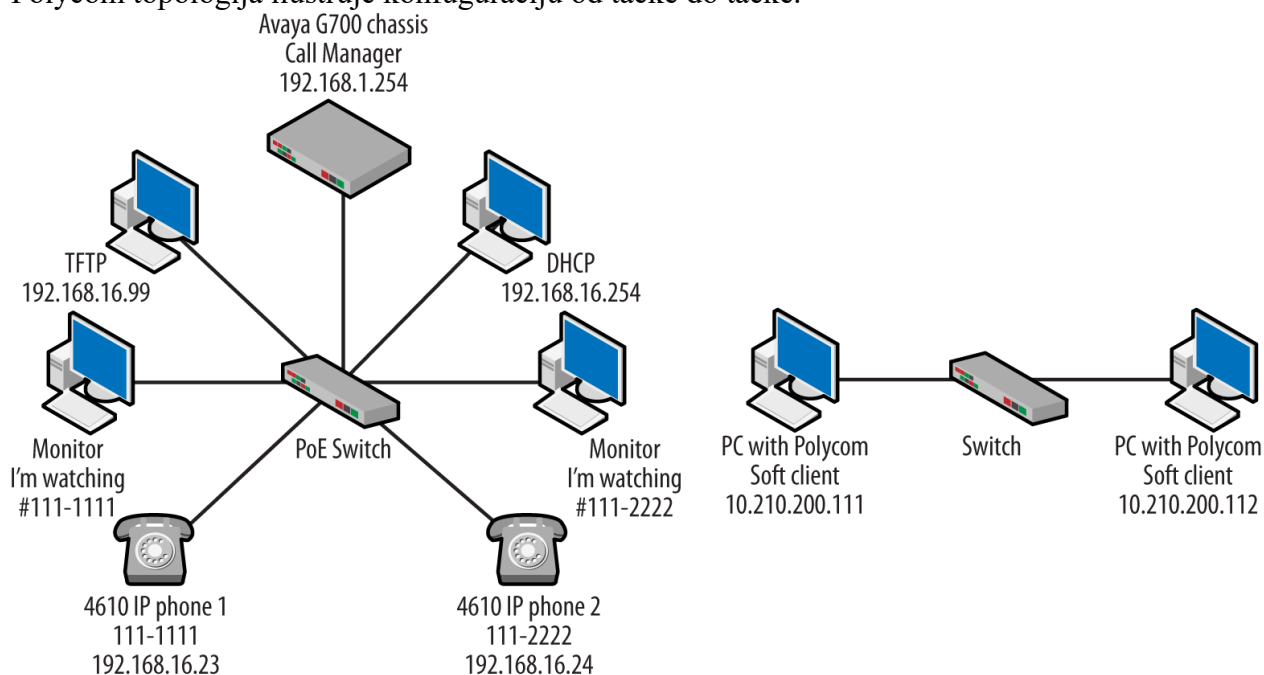 Polycom topologija ilustruje konfiguraciju od tačke do tačke.
Avaya G700 chassis
Call Manager
192.168.1.254
TFTP
192.168.16.99
DHCP
192.168.16.254
Monitor
I'm watching
#111-1111
PoE Switch
Monitor
I'm watching
#111-2222
4610 IP phone 1
111-1111
192.168.16.23
4610 IP phone 2
111-2222
192.168.16.24
PC with Polycom
Soft client
10.210.200.111
Switch
PC with Polycom
Soft client
10.210.200.112